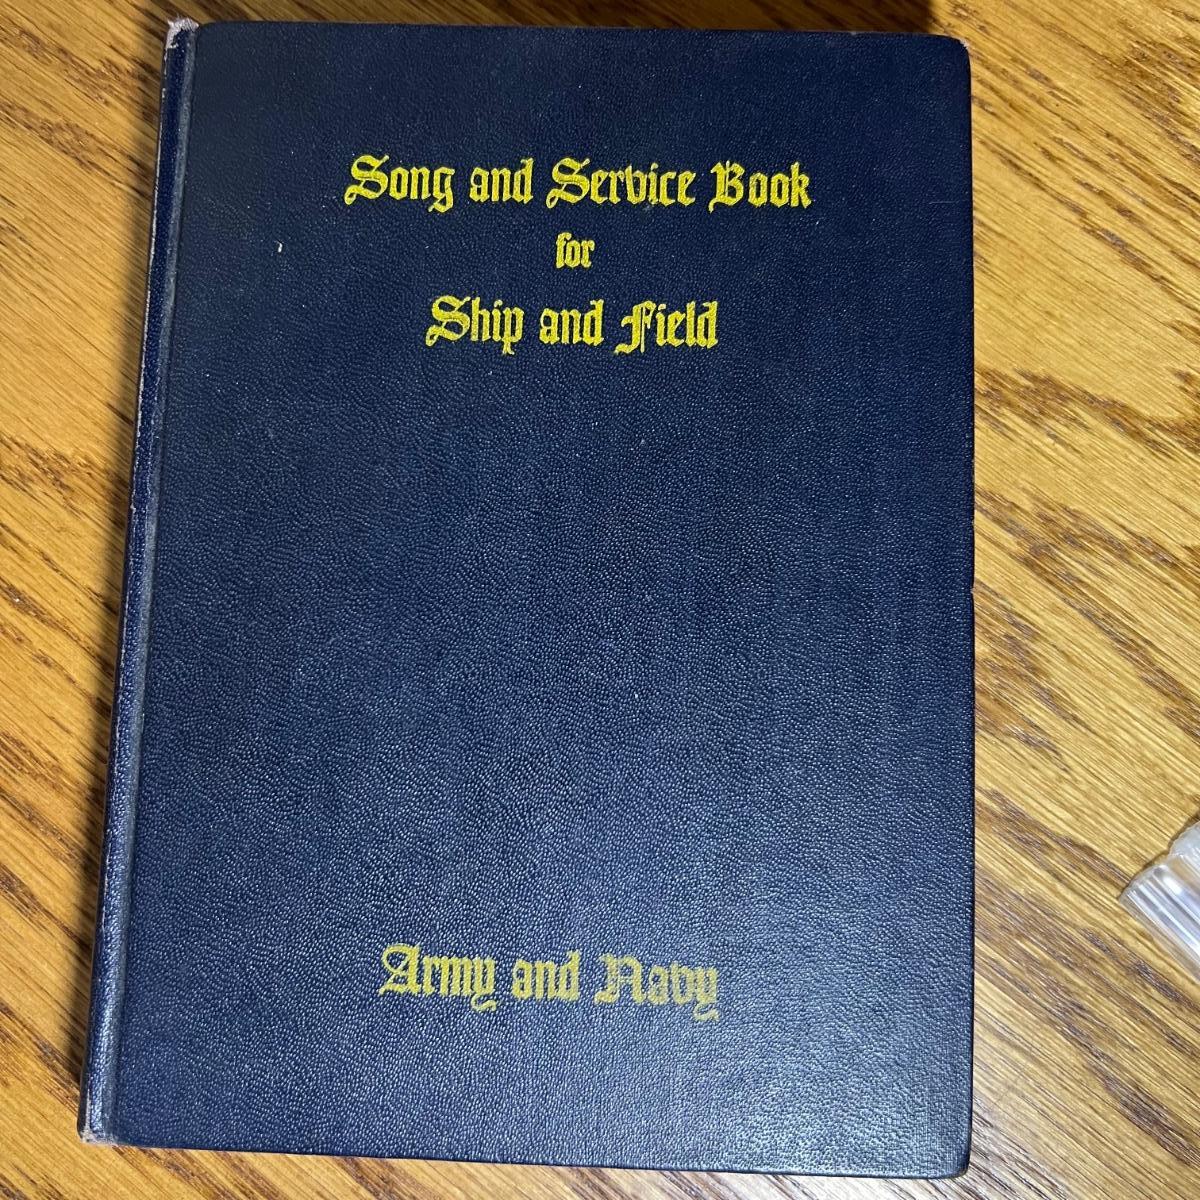 Song and Service Book
for
Ship and Field
Army and Navy